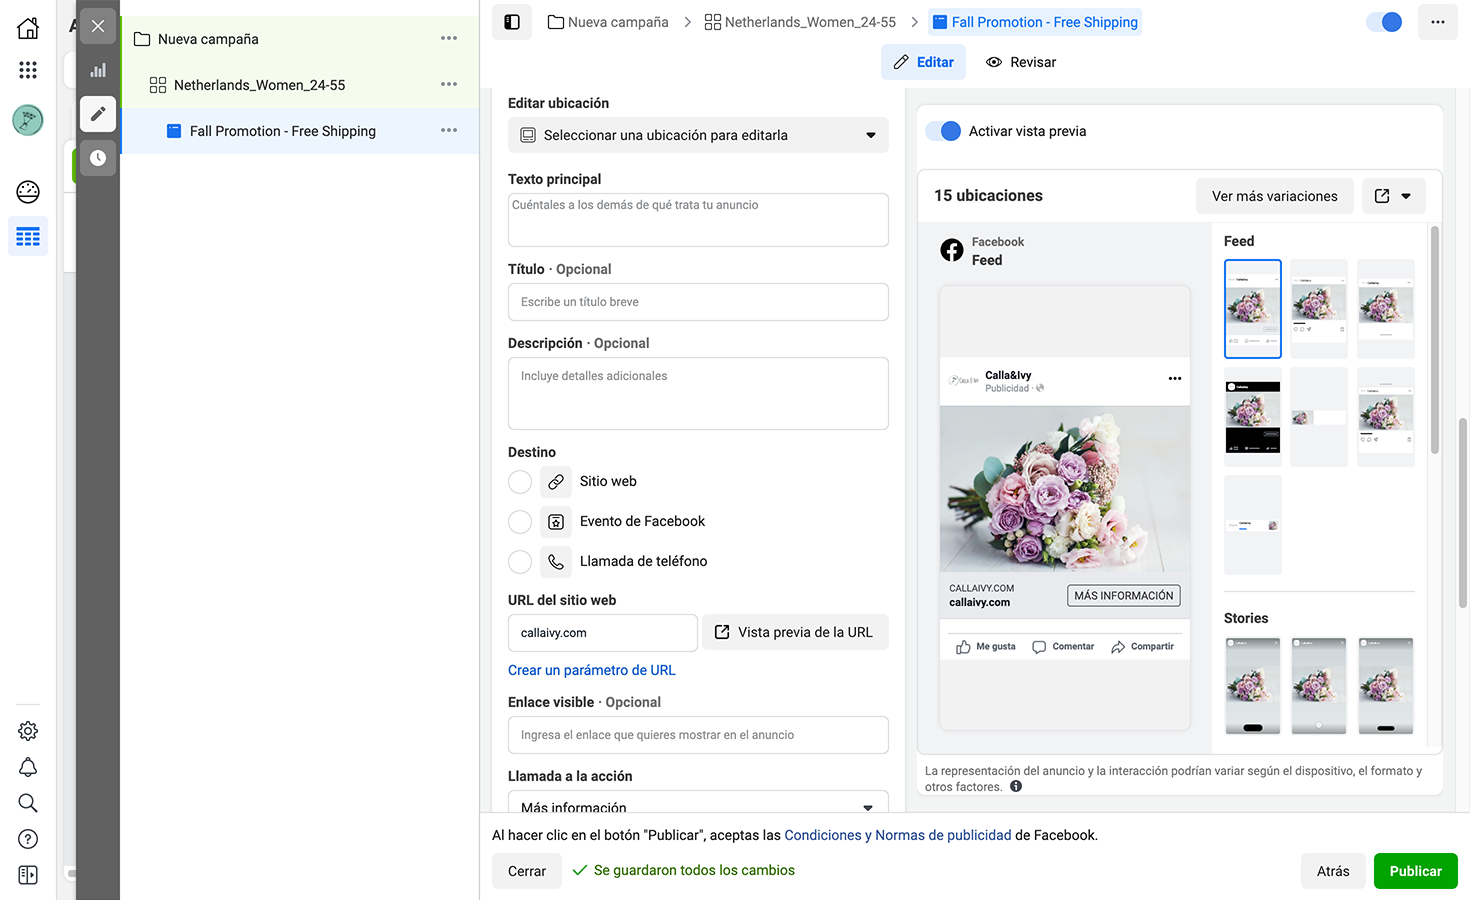 Nueva campaña
Netherlands_Women_24-55
Fall Promotion - Free Shipping
Nueva campaña
Netherlands_Women_24-55
Fall Promotion - Free Shipping
Editar
Revisar
Editar ubicación
Seleccionar una ubicación para editarla
Texto principal
Cuéntales a los demás de qué trata tu anuncio
Título · Opcional
Escribe un título breve
Descripción · Opcional
Incluye detalles adicionales
Destino
Sitio web
Evento de Facebook
Llamada de teléfono
URL del sitio web
callaivy.com
Vista previa de la URL
Crear un parámetro de URL
Enlace visible · Opcional
Ingresa el enlace que quieres mostrar en el anuncio
Llamada a la acción
Más información
Activar vista previa
15 ubicaciones
Ver más variaciones
Facebook
Feed
Calla&Ivy
Publicidad ·
CALLAIVY.COM
callaivy.com
MÁS INFORMACIÓN
Me gusta
Comentar
Compartir
Feed
Stories
La representación del anuncio y la interacción podrían variar según el dispositivo, el formato y
otros factores.
Al hacer clic en el botón "Publicar", aceptas las Condiciones y Normas de publicidad de Facebook.
Cerrar
Se guardaron todos los cambios
Atrás
Publicar